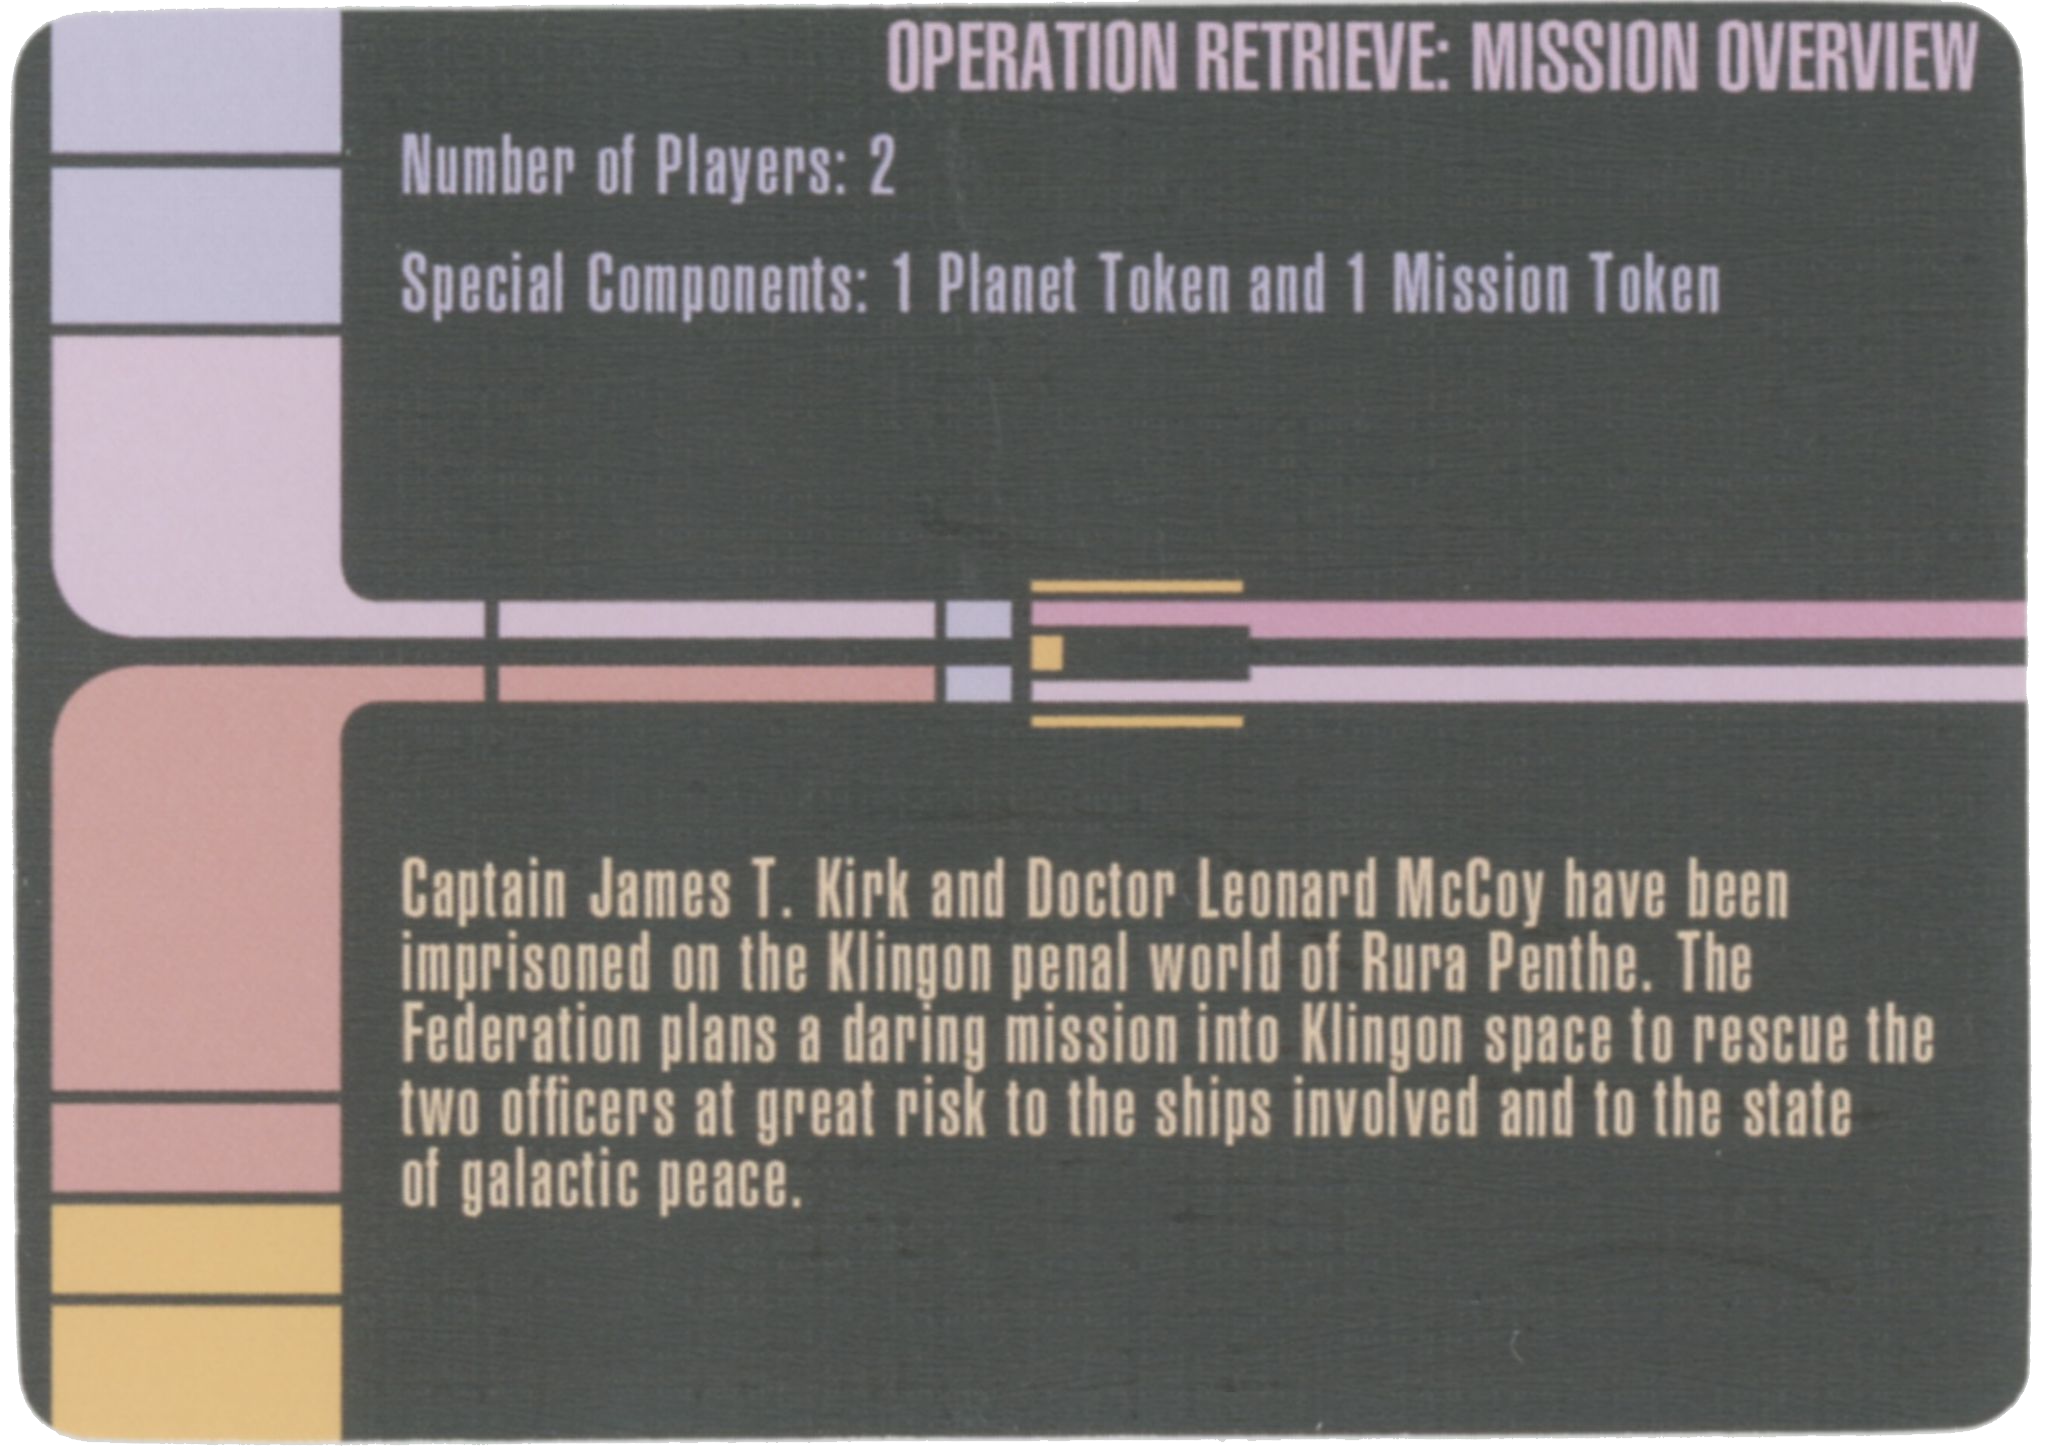 OPERATION RETRIEVE: MISSION OVERVIEW
Number of Players: 2
Special Components: 1 Planet Token and 1 Mission Token
Captain James T. Kirk and Doctor Leonard McCoy have been
imprisoned on the Klingon penal world of Rura Penthe. The
Federation plans a daring mission into Klingon space to rescue the
two officers at great risk to the ships involved and to the state
of galactic peace.